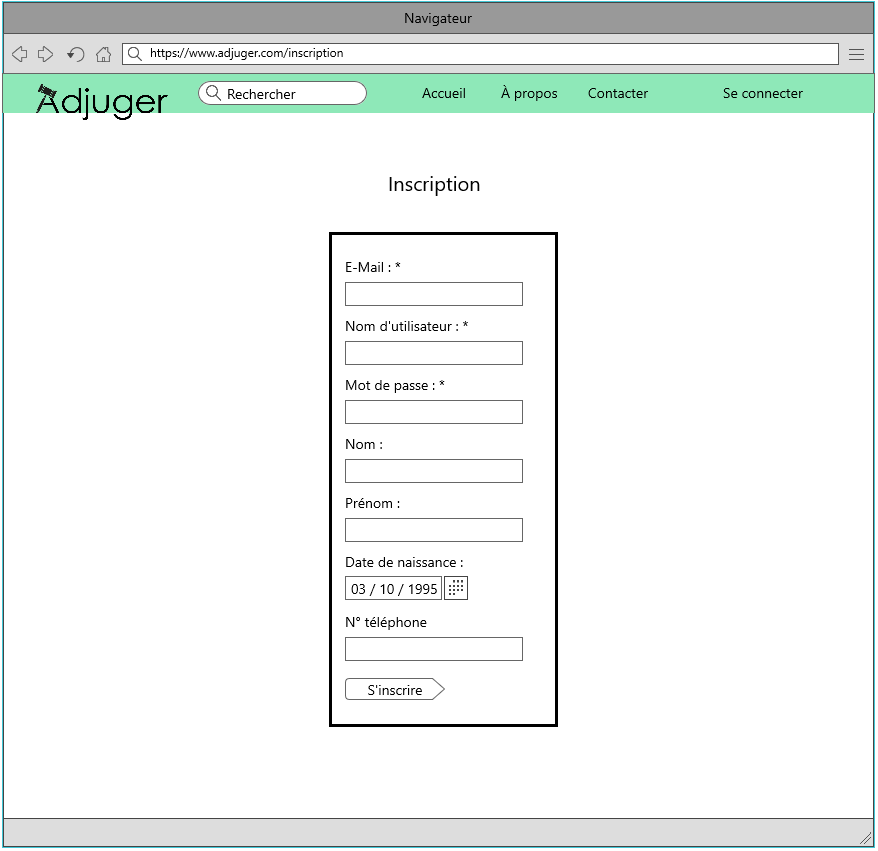 Navigateur
https://www.adjuger.com/inscription
Adjuger
Rechercher
Accueil
À propos
Contacter
Se connecter
Inscription
E-Mail : *
Nom d'utilisateur : *
Mot de passe : *
Nom :
Prénom :
Date de naissance :
03 / 10 / 1995
N° téléphone
S'inscrire